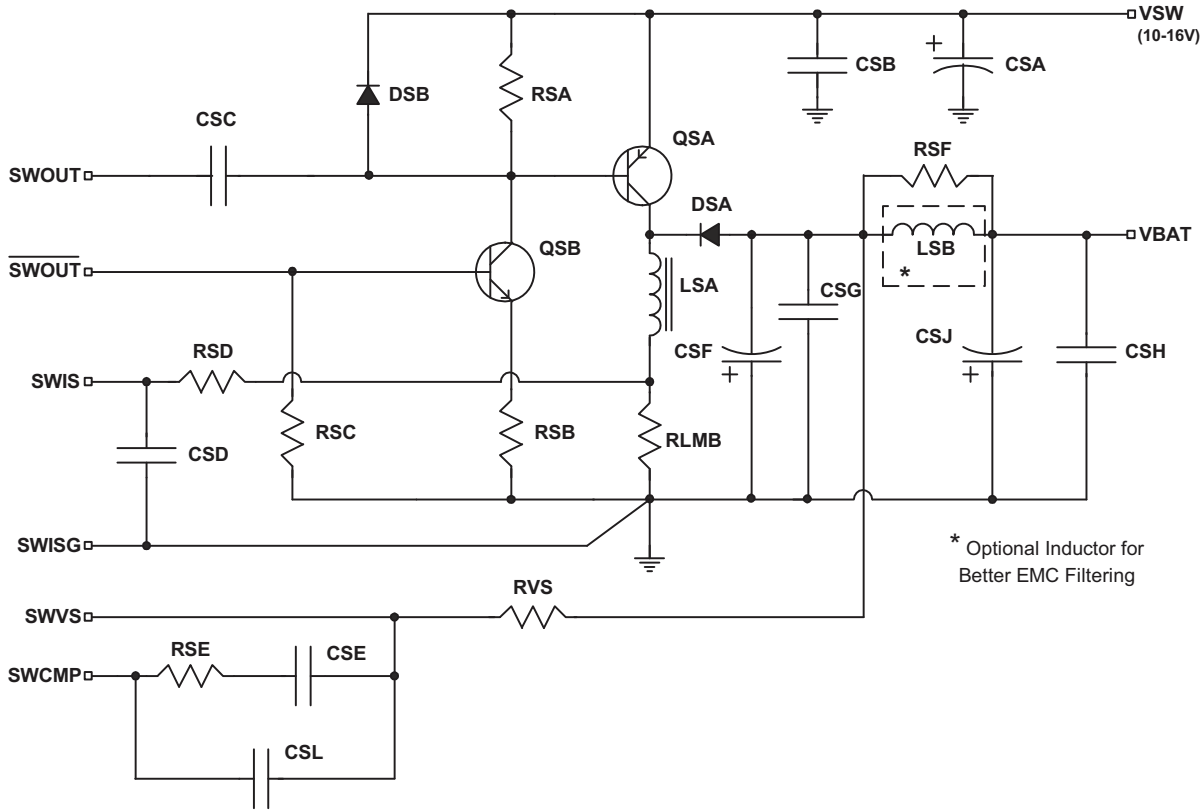 VSW
(10-16V)
+
CSB
CSA
DSB
RSA
CSC
QSA
RSF
SWOUT
DSA
VBAT
LSB
*
SWOUT
QSB
LSA
CSG
CSF
+
CSJ
+
CSH
RSD
SWIS
RSC
RSB
RLMB
CSD
SWISG
* Optional Inductor for
Better EMC Filtering
RVS
SWVS
RSE
CSE
SWCMP
CSL